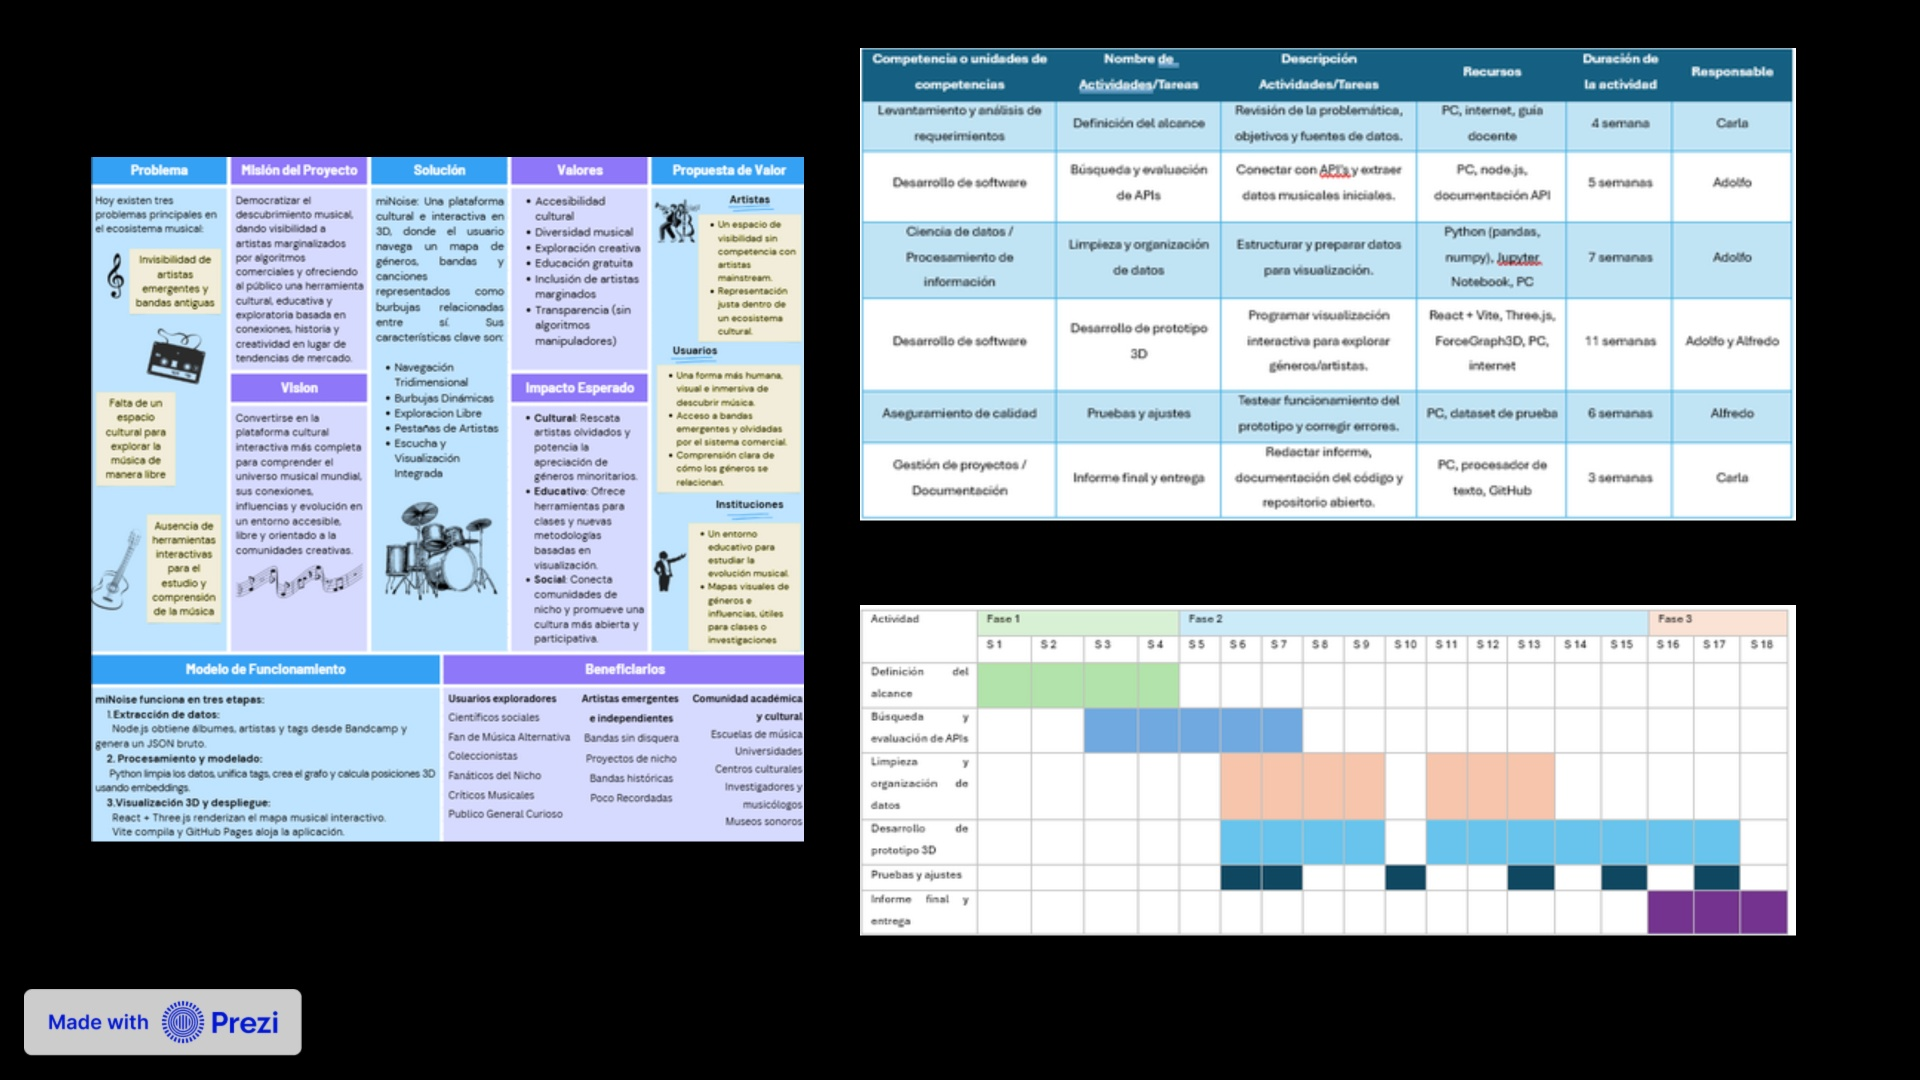 Problema
Hoy existen tres
problemas principales en
el ecosistema musical:
Invisibilidad de
artistas
emergentes y
bandas antiguas
Falta de un
espacio
cultural para
explorar la
música de
manera libre
Ausencia de
herramientas
interactivas
para el
estudio y
comprensión
de la música
Misión del Proyecto
Democratizar el
descubrimiento musical,
dando visibilidad a
artistas marginalizados
por algoritmos
comerciales y ofreciendo
al público una herramienta
cultural, educativa y
exploratoria basada en
conexiones, historia y
creatividad en lugar de
tendencias de mercado.
Vision
Convertirse en la
plataforma cultural
interactiva más completa
para comprender el
universo musical mundial,
sus conexiones,
influencias y evolución en
un entorno accesible,
libre y orientado a la
comunidades creativas.
Solución
miNoise: Una plataforma
cultural e interactiva en
3D, donde el usuario
navega un mapa de
géneros, bandas y
canciones
representados como
burbujas relacionadas
entre sí. Sus
características clave son:
• Navegación
Tridimensional
• Burbujas Dinámicas
• Exploracion Libre
• Pestañas de Artistas
• Escucha y
Visualización
Integrada
Valores
• Accesibilidad
cultural
• Diversidad musical
• Exploración creativa
• Educación gratuita
• Inclusión de artistas
marginados
• Transparencia (sin
algoritmos
manipuladores)
Impacto Esperado
• Cultural: Rescata
artistas olvidados y
potencia la
apreciación de
géneros minoritarios.
• Educativo: Ofrece
herramientas para
clases y nuevas
metodologías
basadas en
visualización.
• Social: Conecta
comunidades de
nicho y promueve una
cultura más abierta y
participativa.
Propuesta de Valor
Artistas
• Un espacio de
visibilidad sin
competencia con
artistas
mainstream.
• Representación
justa dentro de
un ecosistema
cultural.
Usuarios
• Una forma más humana,
visual e inmersiva de
descubrir música.
• Acceso a bandas
emergentes y olvidadas
por el sistema comercial.
• Comprensión clara de
cómo los géneros se
relacionan.
Instituciones
• Un entorno
educativo para
estudiar la
evolución musical.
• Mapas visuales de
géneros e
influencias, útiles
para clases o
investigaciones
Modelo de Funcionamiento
miNoise funciona en tres etapas:
1.Extracción de datos:
Node.js obtiene álbumes, artistas y tags desde Bandcamp y
genera un JSON bruto.
2. Procesamiento y modelado:
Python limpia los datos, unifica tags, crea el grafo y calcula posiciones 3D
usando embeddings.
3.Visualización 3D y despliegue:
React + Three.js renderizan el mapa musical interactivo.
Vite compila y GitHub Pages aloja la aplicación.
Beneficiarios
Usuarios exploradores
Científicos sociales
Fan de Música Alternativa
Coleccionistas
Fanáticos del Nicho
Críticos Musicales
Publico General Curioso
Artistas emergentes
e independientes
Bandas sin disquera
Proyectos de nicho
Bandas históricas
Poco Recordadas
Comunidad académica
y cultural
Escuelas de música
Universidades
Centros culturales
Investigadores y
musicólogos
Museos sonoros
Competencia o unidades de
competencias
Nombre de
Actividades/Tareas
Descripción
Actividades/Tareas
Recursos
Duración de
la actividad
Responsable
Levantamiento y análisis de
requerimientos
Definición del alcance
Revisión de la problemática,
objetivos y fuentes de datos.
PC, internet, guía
docente
4 semana
Carla
Desarrollo de software
Búsqueda y evaluación
de APIs
Conectar con API's y extraer
datos musicales iniciales.
PC, node.js,
documentación API
5 semanas
Adolfo
Ciencia de datos /
Procesamiento de
información
Limpieza y organización
de datos
Estructurar y preparar datos
para visualización.
Python (pandas,
numpy), Jupyter
Notebook, PC
7 semanas
Adolfo
Desarrollo de software
Desarrollo de prototipo
3D
Programar visualización
interactiva para explorar
géneros/artistas.
React + Vite, Three.js,
ForceGraph3D, PC,
internet
11 semanas
Adolfo y Alfredo
Aseguramiento de calidad
Pruebas y ajustes
Testear funcionamiento del
prototipo y corregir errores.
PC, dataset de prueba
6 semanas
Alfredo
Gestión de proyectos /
Documentación
Informe final y entrega
Redactar informe,
documentación del código y
repositorio abierto.
PC, procesador de
texto, GitHub
3 semanas
Carla
Actividad
Fase 1
Fase 2
Fase 3
S 1 S 2 S 3 S 4 S 5 S 6 S 7 S 8 S 9 S 10 S 11 S 12 S 13 S 14 S 15 S 16 S 17 S 18
Definición del
alcance
Búsqueda y
evaluación de APIs
Limpieza y
organización de
datos
Desarrollo de
prototipo 3D
Pruebas y ajustes
Informe final y
entrega
Made with Prezi